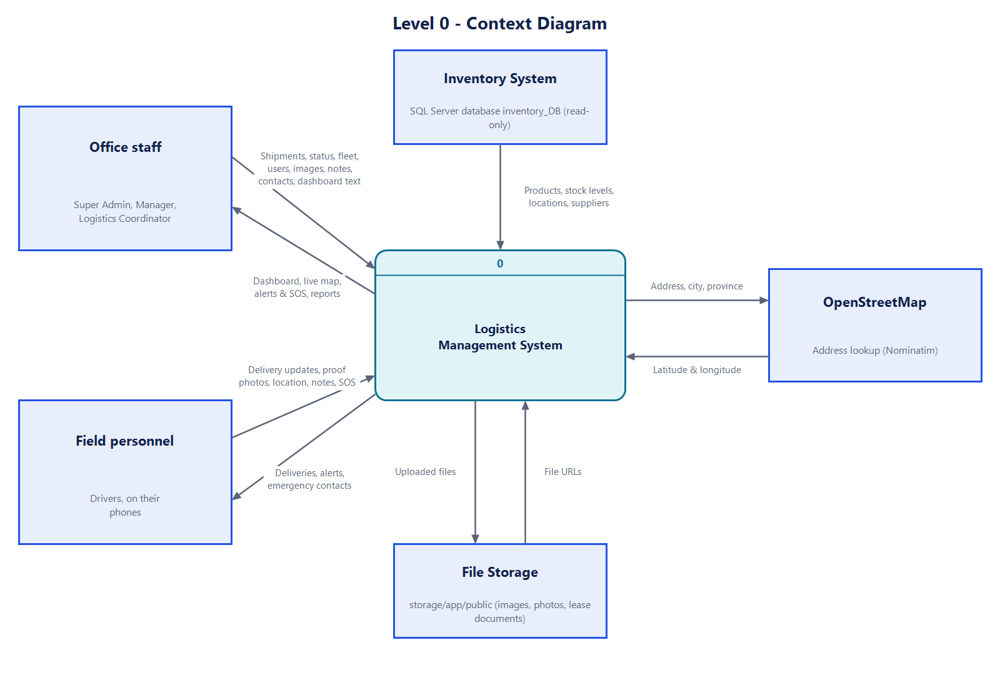 Level 0 - Context Diagram
Inventory System
SQL Server database inventory_DB (read-
only)
Office staff
Super Admin, Manager,
Logistics Coordinator
Shipments, status, fleet,
users, images, notes,
contacts, dashboard text
Products, stock levels,
locations, suppliers
Dashboard, live map,
alerts & SOS, reports
0
Logistics
Management System
Address, city, province
OpenStreetMap
Address lookup (Nominatim)
Latitude & longitude
Delivery updates, proof
photos, location, notes, SOS
Field personnel
Drivers, on their
phones
Deliveries, alerts,
emergency contacts
Uploaded files
File URLs
File Storage
storage/app/public (images, photos, lease
documents)